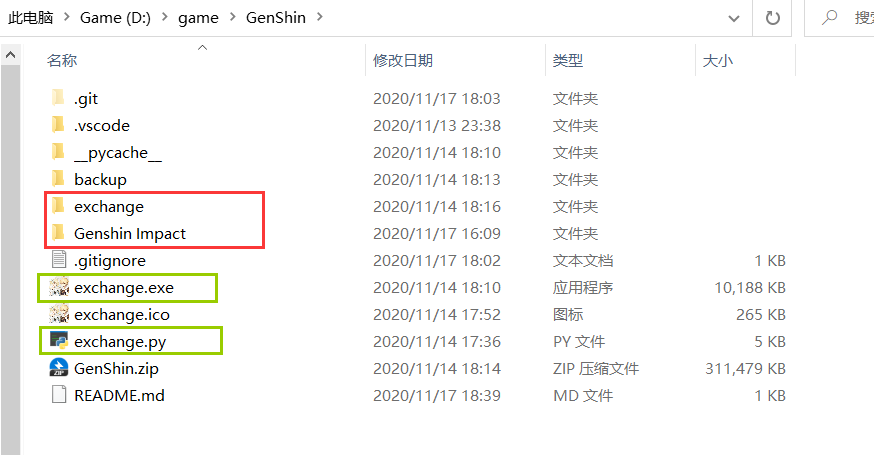 此电脑 > Game (D:) > game > GenShin >
名称 修改日期 类型 大小
.git 2020/11/17 18:03 文件夹
.vscode 2020/11/13 23:38 文件夹
__pycache__ 2020/11/14 18:10 文件夹
backup 2020/11/14 18:13 文件夹
exchange 2020/11/14 18:16 文件夹
Genshin Impact 2020/11/17 16:09 文件夹
.gitignore 2020/11/17 18:02 文本文档 1 KB
exchange.exe 2020/11/14 18:10 应用程序 10,188 KB
exchange.ico 2020/11/14 17:52 图标 265 KB
exchange.py 2020/11/14 17:36 PY 文件 5 KB
GenShin.zip 2020/11/14 18:14 ZIP 压缩文件 311,479 KB
README.md 2020/11/17 18:39 MD 文件 1 KB